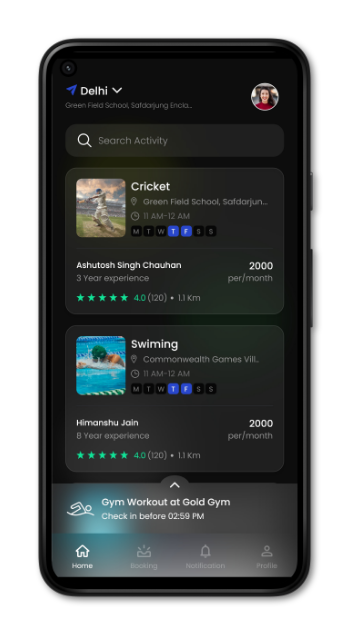 Delhi
Green Field School, Safdarjung Encla...
Search Activity
Cricket
Green Field School, Safdarjun...
11 AM-12 AM
M T W T F S S
Ashutosh Singh Chauhan
2000
3 Year experience
per/month
4.0 (120) • 1.1 Km
Swiming
Commonwealth Games Vill..
11 AM-12 AM
M T W T F S S
Himanshu Jain
2000
8 Year experience
per/month
4.0 (120) • 1.1 Km
Gym Workout at Gold Gym
Check in before 02:59 PM
Home
Booking
Notification
Profile